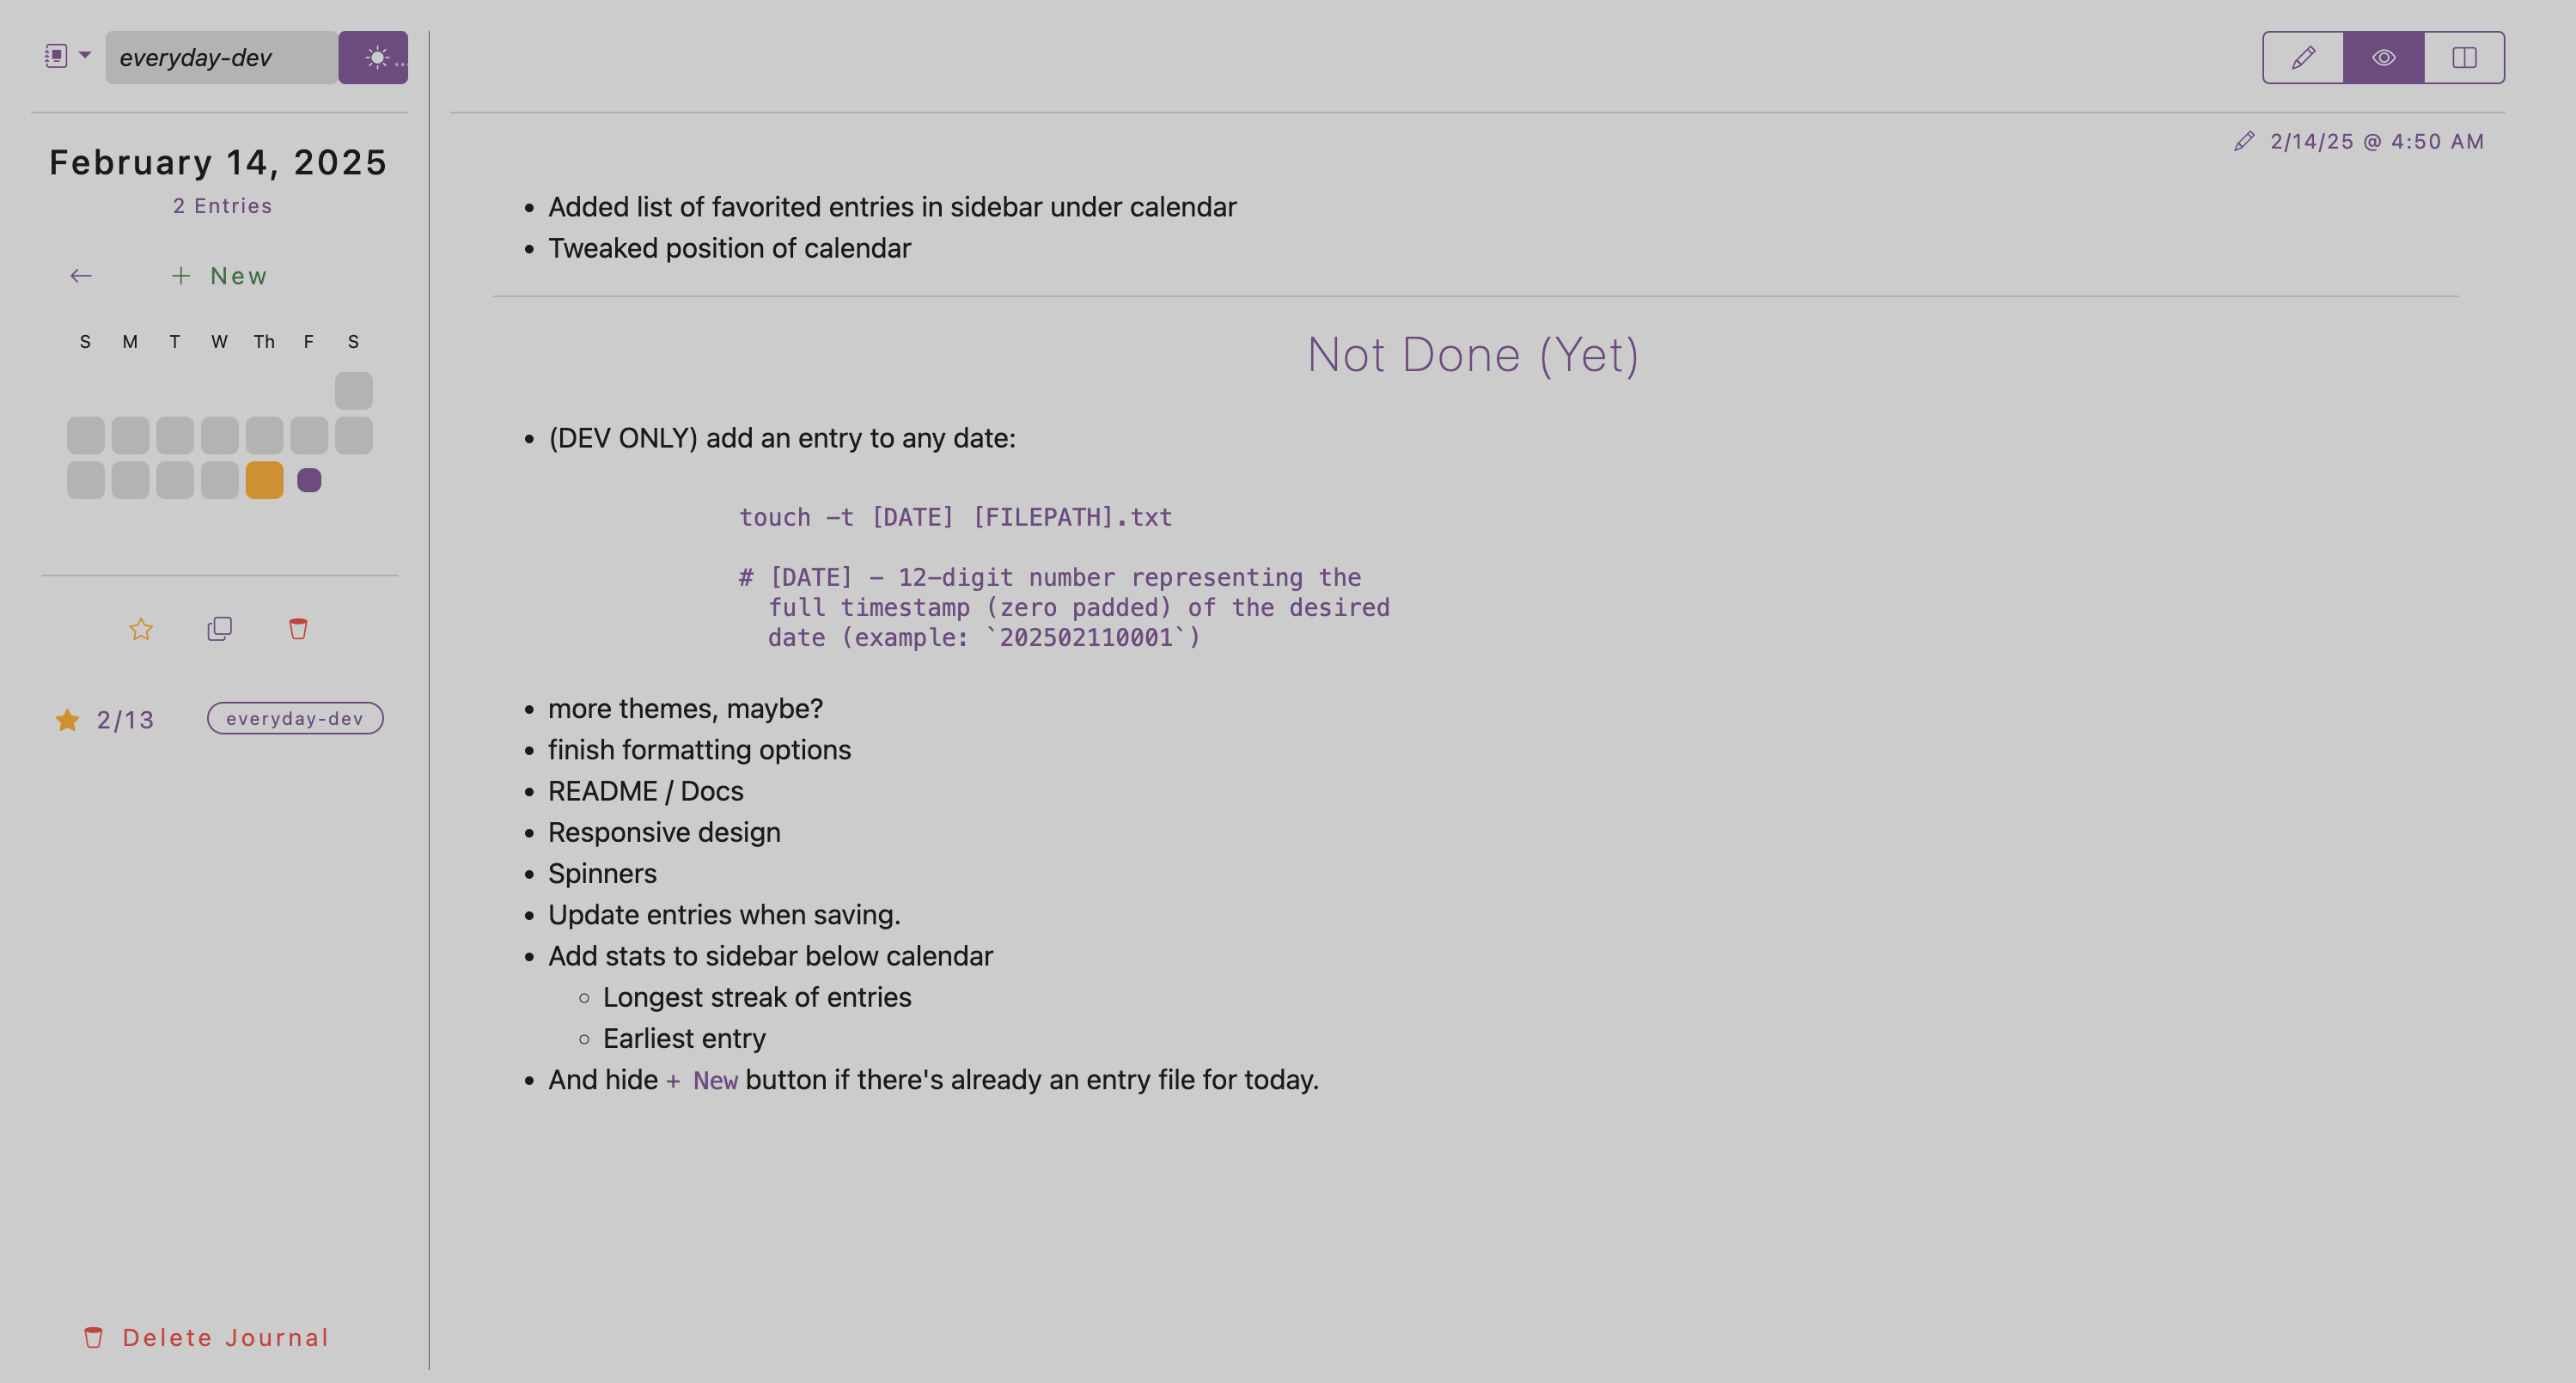 everyday-dev
...
February 14, 2025
2 Entries
+ New
S M T W Th F S
2/13 everyday-dev
Delete Journal
2/14/25 @ 4:50 AM
• Added list of favorited entries in sidebar under calendar
• Tweaked position of calendar
Not Done (Yet)
• (DEV ONLY) add an entry to any date:
touch -t [DATE] [FILEPATH].txt
# [DATE] - 12-digit number representing the
full timestamp (zero padded) of the desired
date (example: `202502110001`)
• more themes, maybe?
• finish formatting options
• README / Docs
• Responsive design
• Spinners
• Update entries when saving.
• Add stats to sidebar below calendar
◦ Longest streak of entries
◦ Earliest entry
• And hide + New button if there's already an entry file for today.